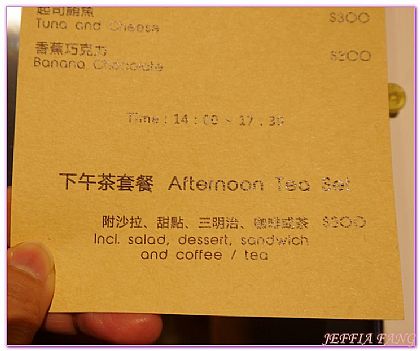 起司鮪魚 $300
Tuna and Cheese
香蕉巧克力 $200
Banana Chocolate
Time : 14 : 00 ~ 17 : 30
下午茶套餐 Afternoon Tea Set
附沙拉、甜點、三明治、咖啡或茶 $300
Incl. salad, dessert, sandwich
and coffee / tea
JEFFIA FANG